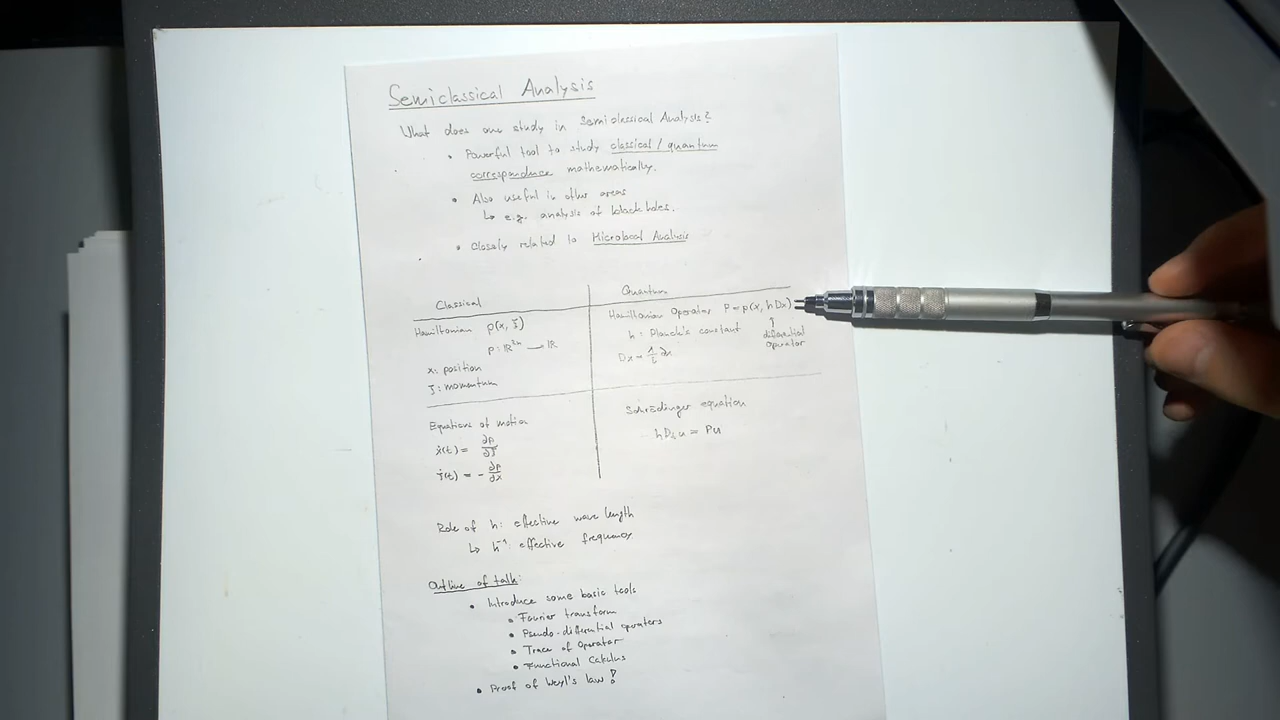 Semiclassical Analysis
What does one study in Semiclassical Analysis?
• Powerful tool to study classical / quantum
correspondence mathematically.
• Also useful in other areas
↳ e.g. analysis of black holes.
• Closely related to Microlocal Analysis
Classical
Hamiltonian p(x, ξ)
p: ℝ²ⁿ → ℝ
x: position
ξ: momentum
Quantum
Hamiltonian Operator P = p(x, hDx)
h: Planck's constant
↑
differential
operator
Dx = 1/i ∂x
Equations of motion
ẋ(t) = ∂p/∂ξ
ξ̇(t) = - ∂p/∂x
Schrödinger equation
hDₜu = Pu
Role of h: effective wave length
↳ h⁻¹: effective frequency
Outline of talk:
• Introduce some basic tools
• Fourier transform
• Pseudo-differential operators
• Trace of Operator
• Functional Calculus
• Proof of Weyl's law!